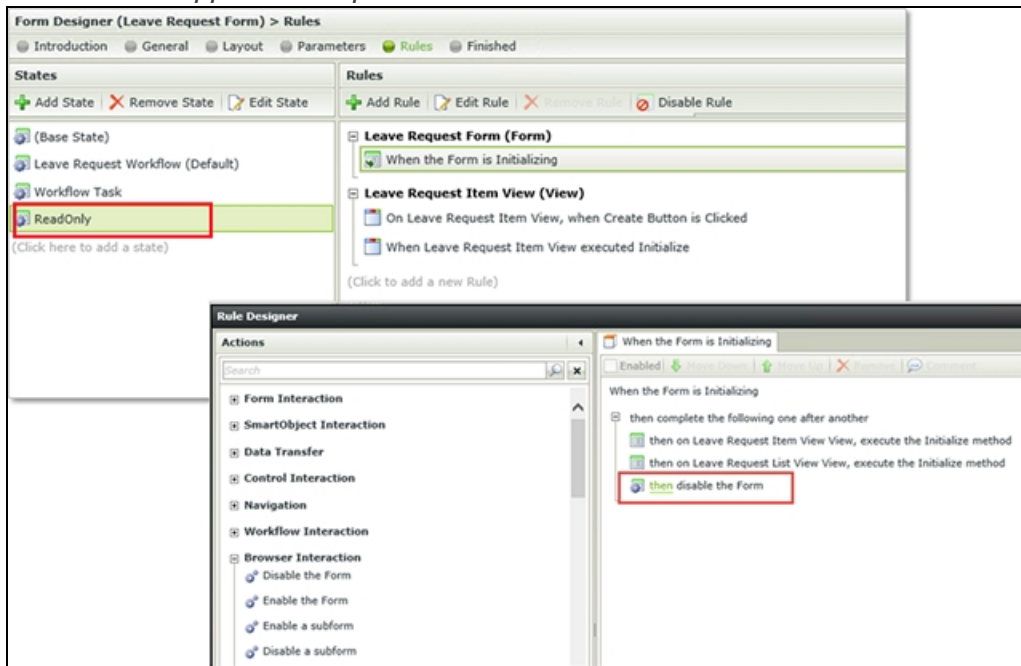 Form Designer (Leave Request Form) > Rules
Introduction General Layout Parameters Rules Finished
States
Add State Remove State Edit State
(Base State)
Leave Request Workflow (Default)
Workflow Task
ReadOnly
(Click here to add a state)
Rules
Add Rule Edit Rule Remove Rule Disable Rule
Leave Request Form (Form)
When the Form is Initializing
Leave Request Item View (View)
On Leave Request Item View, when Create Button is Clicked
When Leave Request Item View executed Initialize
(Click to add a new Rule)
Rule Designer
Actions
Search
Form Interaction
SmartObject Interaction
Data Transfer
Control Interaction
Navigation
Workflow Interaction
Browser Interaction
Disable the Form
Enable the Form
Enable a subform
Disable a subform
When the Form is Initializing
Enabled Move Down Move Up Remove Comment
When the Form is Initializing
then complete the following one after another
then on Leave Request Item View View, execute the Initialize method
then on Leave Request List View View, execute the Initialize method
then disable the Form